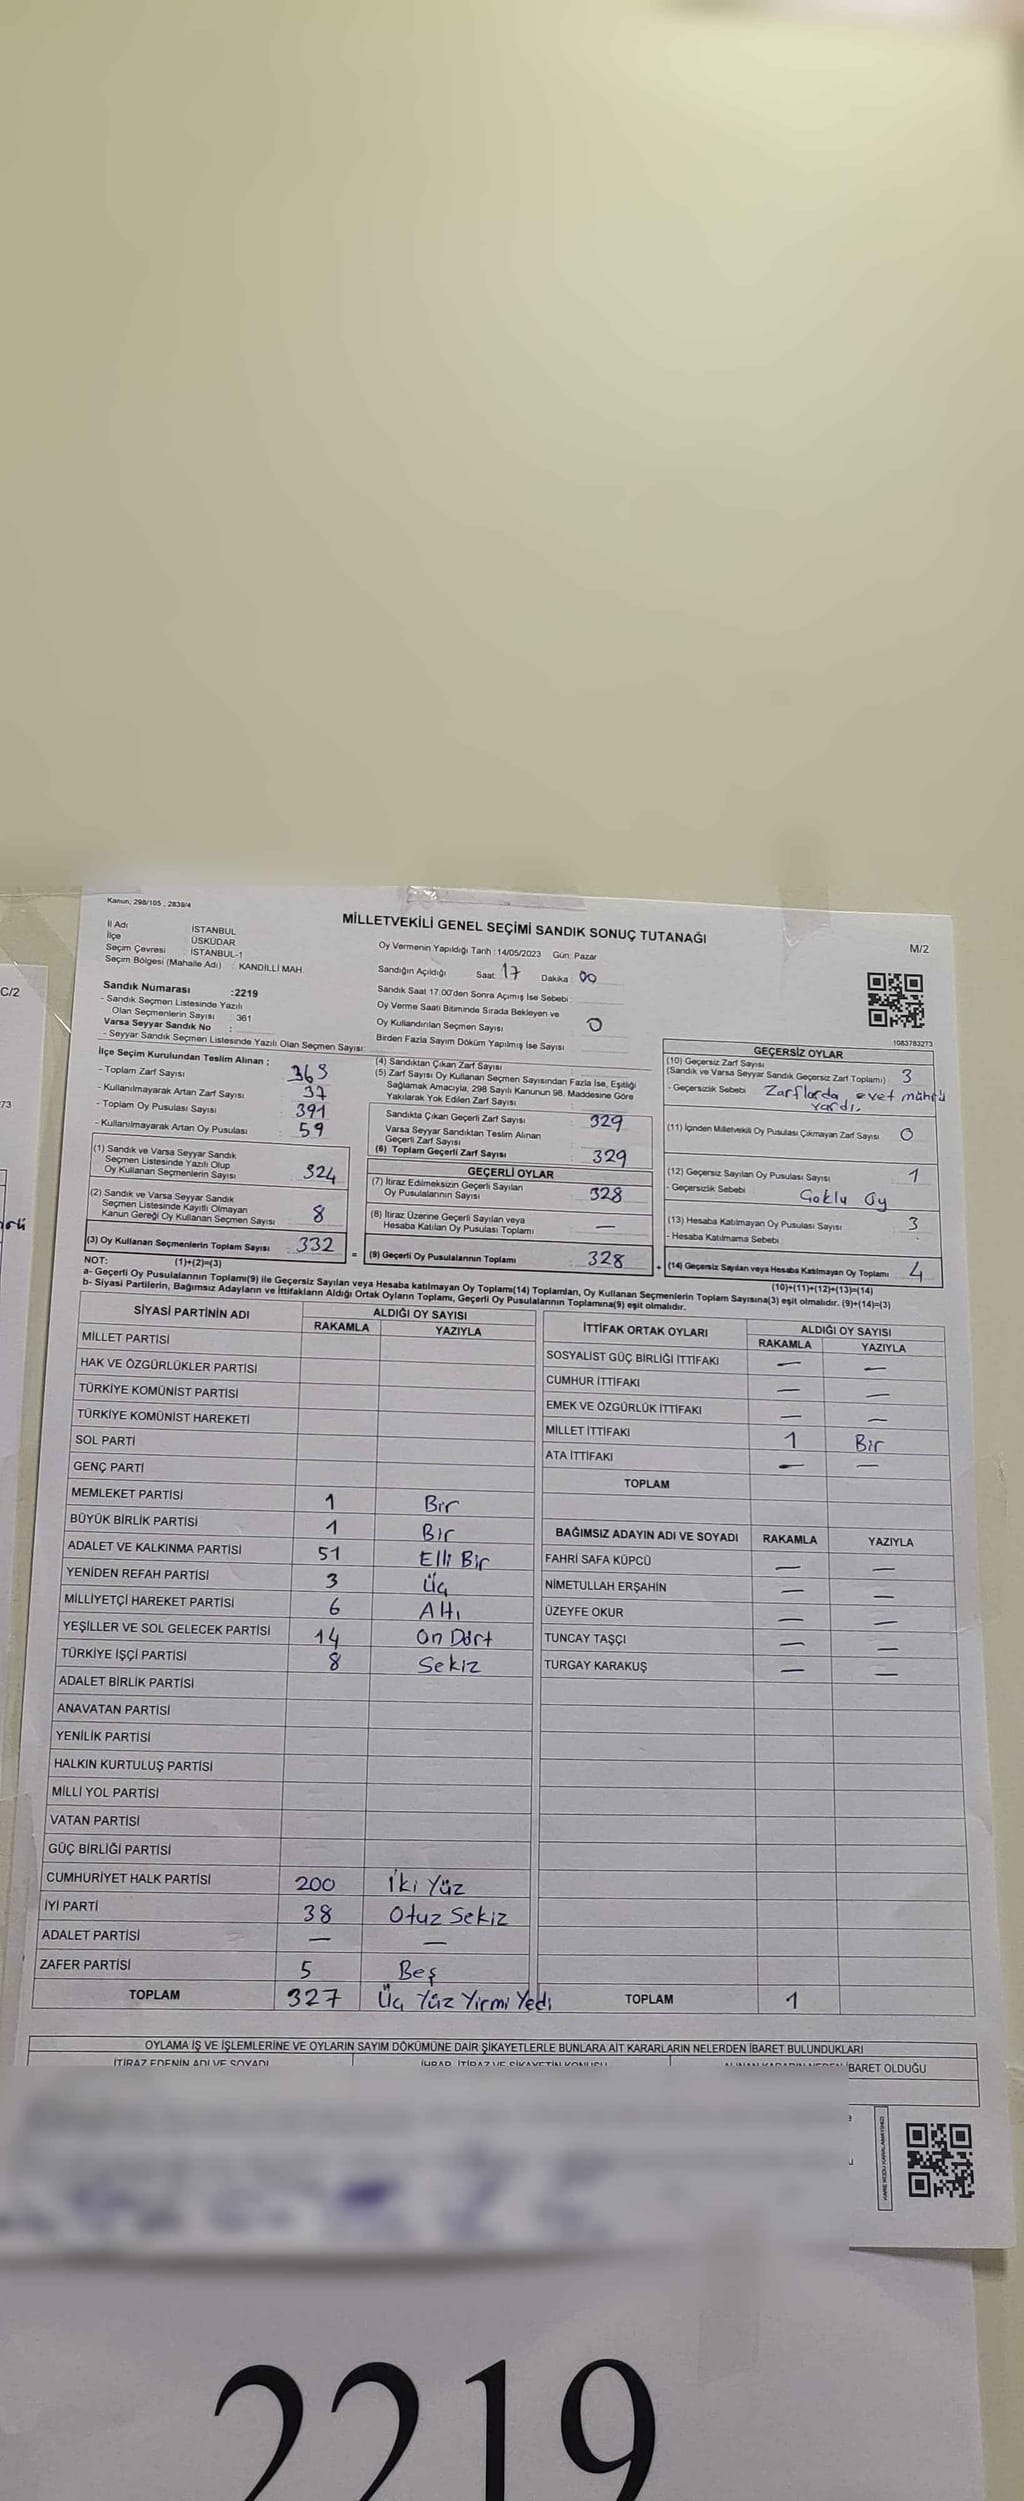 Kanun; 298/105 , 2839/4
MİLLETVEKİLİ GENEL SEÇİMİ SANDIK SONUÇ TUTANAĞI
M/2
C/2
İl Adı İSTANBUL
İlçe ÜSKÜDAR
Seçim Çevresi İSTANBUL-1
Seçim Bölgesi (Mahalle Adı) : KANDİLLİ MAH.
Sandık Numarası :2219
- Sandık Seçmen Listesinde Yazılı
Olan Seçmenlerin Sayısı :361
Varsa Seyyar Sandık No :
- Seyyar Sandık Seçmen Listesinde Yazılı Olan Seçmen Sayısı:
Oy Vermenin Yapıldığı Tarih :14/05/2023 Gün: Pazar
Sandığın Açıldığı Saat: 17 Dakika 00
Sandık Saat 17.00'den Sonra Açımış İse Sebebi :
Oy Verme Saati Bitiminde Sırada Bekleyen ve
Oy Kullandırılan Seçmen Sayısı 0
Birden Fazla Sayım Döküm Yapılmış İse Sayısı
1083783273
73
İlçe Seçim Kurulundan Teslim Alınan ;
- Toplam Zarf Sayısı
- Kullanılmayarak Artan Zarf Sayısı : 37
- Toplam Oy Pusulası Sayısı : 391
- Kullanılmayarak Artan Oy Pusulası : 59
(1) Sandık ve Varsa Seyyar Sandık
Seçmen Listesinde Yazılı Olup
Oy Kullanan Seçmenlerin Sayısı : 324
(2) Sandık ve Varsa Seyyar Sandık
Seçmen Listesinde Kayıtlı Olmayan
Kanun Gereği Oy Kullanan Seçmen Sayısı : 8
(3) Oy Kullanan Seçmenlerin Toplam Sayısı : 332
(4) Sandıktan Çıkan Zarf Sayısı
(5) Zarf Sayısı Oy Kullanan Seçmen Sayısından Fazla İse, Eşitliği
Sağlamak Amacıyla, 298 Sayılı Kanunun 98. Maddesine Göre
Yakılarak Yok Edilen Zarf Sayısı
Sandıkta Çıkan Geçerli Zarf Sayısı : 329
Varsa Seyyar Sandıktan Teslim Alınan
Geçerli Zarf Sayısı
(6) Toplam Geçerli Zarf Sayısı : 329
GEÇERLİ OYLAR
(7) İtiraz Edilmeksizin Geçerli Sayılan
Oy Pusulalarının Sayısı : 328
(8) İtiraz Üzerine Geçerli Sayılan veya
Hesaba Katılan Oy Pusulası Toplamı : —
= (9) Geçerli Oy Pusulalarının Toplamı : 328 +
GEÇERSİZ OYLAR
(10) Geçersiz Zarf Sayısı
(Sandık ve Varsa Seyyar Sandık Geçersiz Zarf Toplamı) 3
- Geçersizlik Sebebi Zarflarda evet mührü
vardı.
(11) İçinden Milletvekili Oy Pusulası Çıkmayan Zarf Sayısı : 0
(12) Geçersiz Sayılan Oy Pusulası Sayısı : 1
- Geçersizlik Sebebi Çoklu Oy
(13) Hesaba Katılmayan Oy Pusulası Sayısı : 3
- Hesaba Katılmama Sebebi :
(14) Geçersiz Sayılan veya Hesaba Katılmayan Oy Toplamı : 4
NOT: (1)+(2)=(3)
(10)+(11)+(12)+(13)=(14)
a- Geçerli Oy Pusulalarının Toplamı(9) ile Geçersiz Sayılan veya Hesaba katılmayan Oy Toplamı(14) Toplamları, Oy Kullanan Seçmenlerin Toplam Sayısına(3) eşit olmalıdır. (9)+(14)=(3)
b- Siyasi Partilerin, Bağımsız Adayların ve İttifakların Aldığı Ortak Oyların Toplamı, Geçerli Oy Pusulalarının Toplamına(9) eşit olmalıdır.
SİYASİ PARTİNİN ADI ALDIĞI OY SAYISI
RAKAMLA YAZIYLA
MİLLET PARTİSİ
HAK VE ÖZGÜRLÜKLER PARTİSİ
TÜRKİYE KOMÜNİST PARTİSİ
TÜRKİYE KOMÜNİST HAREKETİ
SOL PARTİ
GENÇ PARTİ
MEMLEKET PARTİSİ 1 Bir
BÜYÜK BİRLİK PARTİSİ 1 Bir
ADALET VE KALKINMA PARTİSİ 51 Elli Bir
YENİDEN REFAH PARTİSİ 3 Üç
MİLLİYETÇİ HAREKET PARTİSİ 6 Altı
YEŞİLLER VE SOL GELECEK PARTİSİ 14 On Dört
TÜRKİYE İŞÇİ PARTİSİ 8 Sekiz
ADALET BİRLİK PARTİSİ
ANAVATAN PARTİSİ
YENİLİK PARTİSİ
HALKIN KURTULUŞ PARTİSİ
MİLLİ YOL PARTİSİ
VATAN PARTİSİ
GÜÇ BİRLİĞİ PARTİSİ
CUMHURİYET HALK PARTİSİ 200 İki Yüz
İYİ PARTİ 38 Otuz Sekiz
ADALET PARTİSİ — —
ZAFER PARTİSİ 5 Beş
TOPLAM 327 Üç Yüz Yirmi Yedi
İTTİFAK ORTAK OYLARI ALDIĞI OY SAYISI
RAKAMLA YAZIYLA
SOSYALİST GÜÇ BİRLİĞİ İTTİFAKI — —
CUMHUR İTTİFAKI — —
EMEK VE ÖZGÜRLÜK İTTİFAKI — —
MİLLET İTTİFAKI 1 Bir
ATA İTTİFAKI — —
TOPLAM
BAĞIMSIZ ADAYIN ADI VE SOYADI RAKAMLA YAZIYLA
FAHRİ SAFA KÜPCÜ — —
NİMETULLAH ERŞAHİN — —
ÜZEYFE OKUR — —
TUNCAY TAŞÇI — —
TURGAY KARAKUŞ — —
TOPLAM 1
OYLAMA İŞ VE İŞLEMLERİNE VE OYLARIN SAYIM DÖKÜMÜNE DAİR ŞİKAYETLERLE BUNLARA AİT KARARLARIN NELERDEN İBARET BULUNDUKLARI
İTİRAZ EDENİN ADI VE SOYADI İHBAR, İTİRAZ VE ŞİKAYETİN KONUSU ALINAN KARARIN NEDEN İBARET OLDUĞU
2219